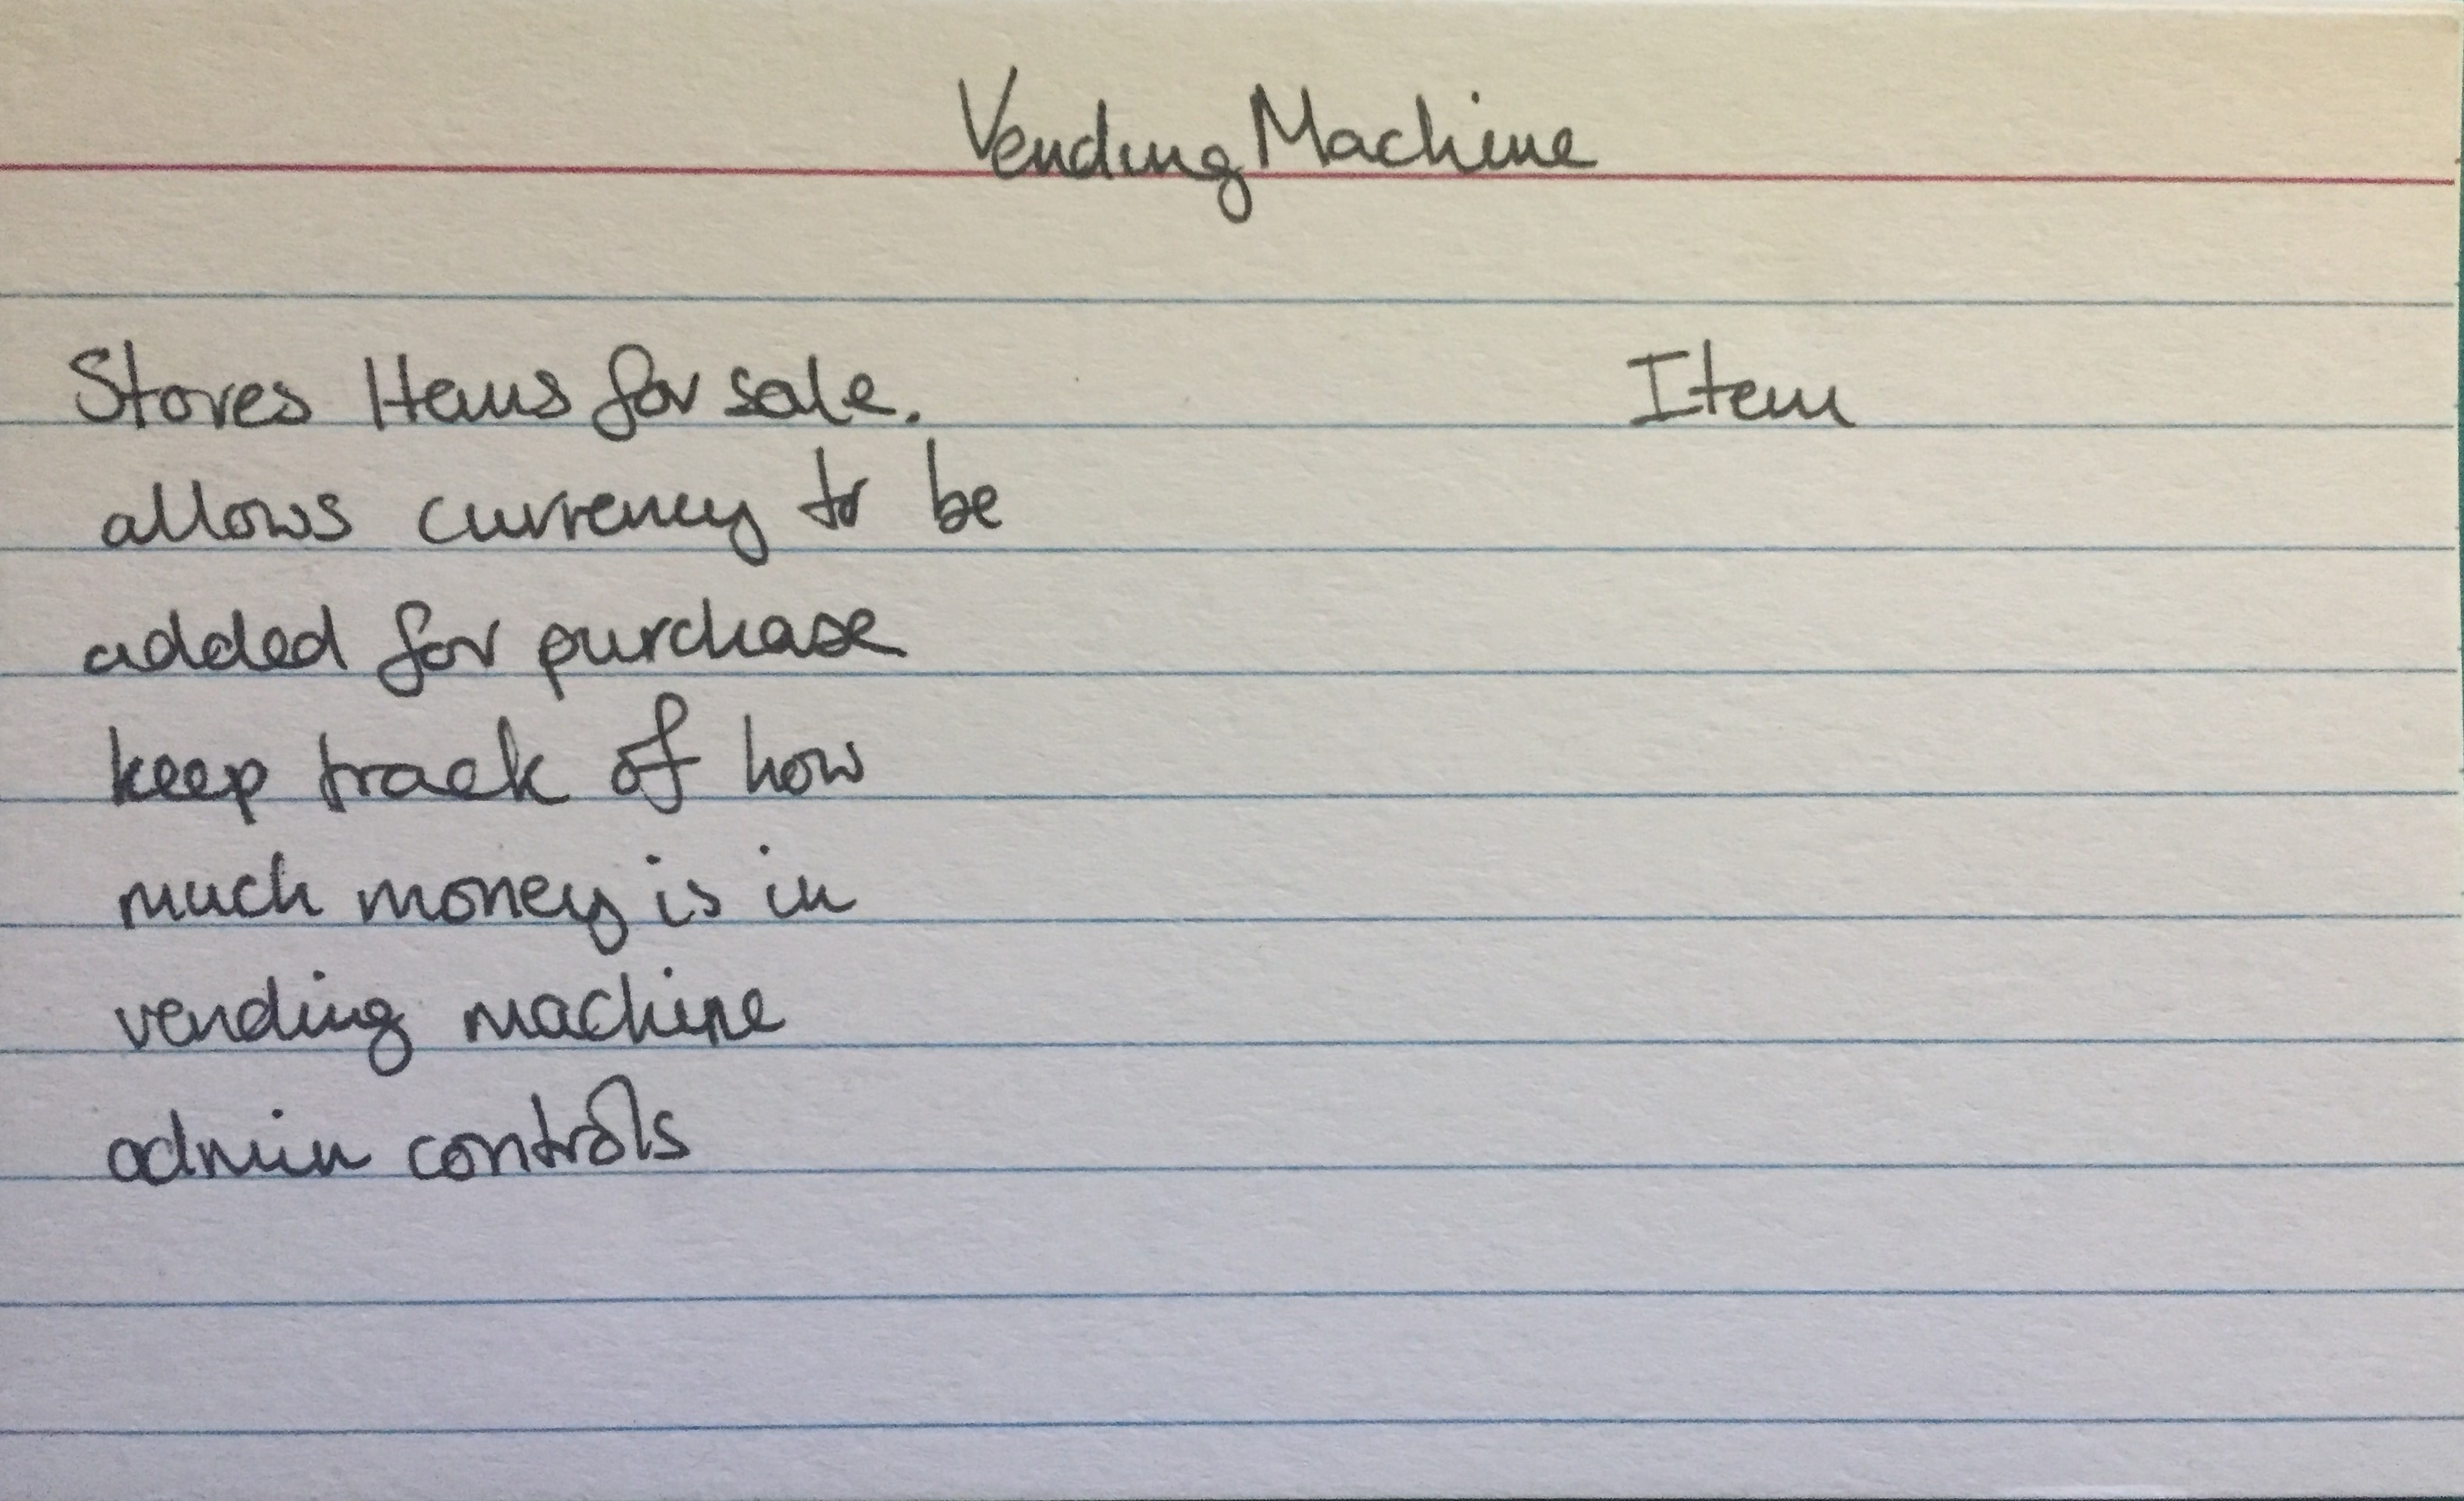 VendingMachine
Stores Items for sale. Item
allows currency to be
added for purchase
keep track of how
much money is in
vending machine
admin controls